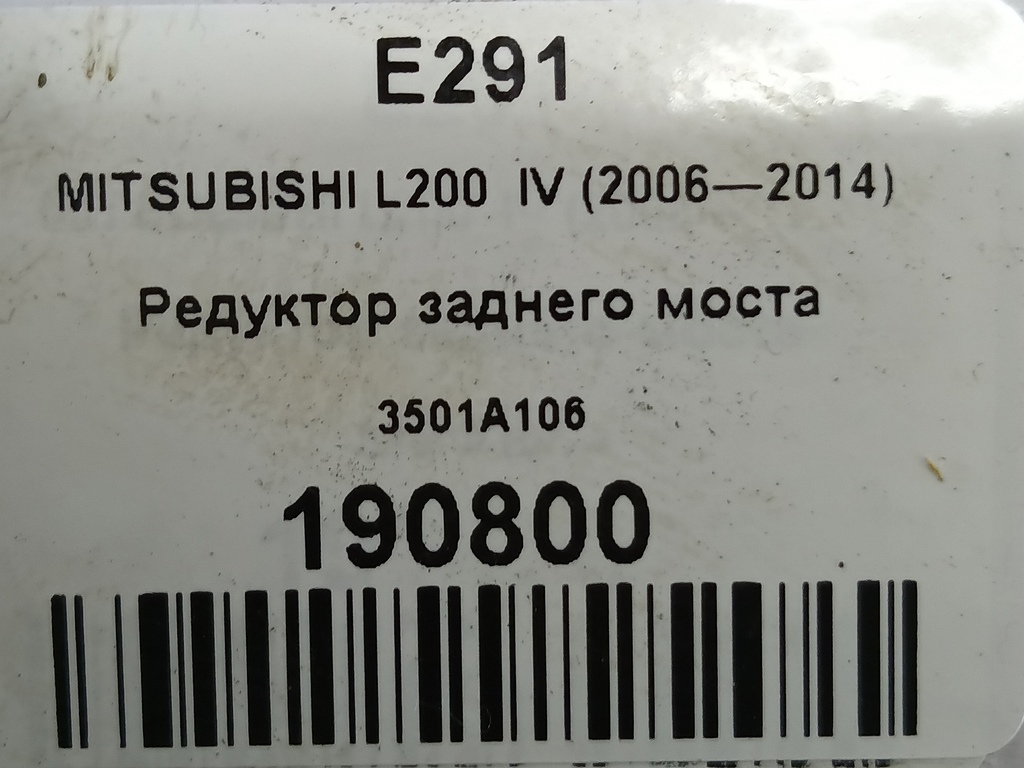 E291
MITSUBISHI L200 IV (2006—2014)
Редуктор заднего моста
3501A106
190800